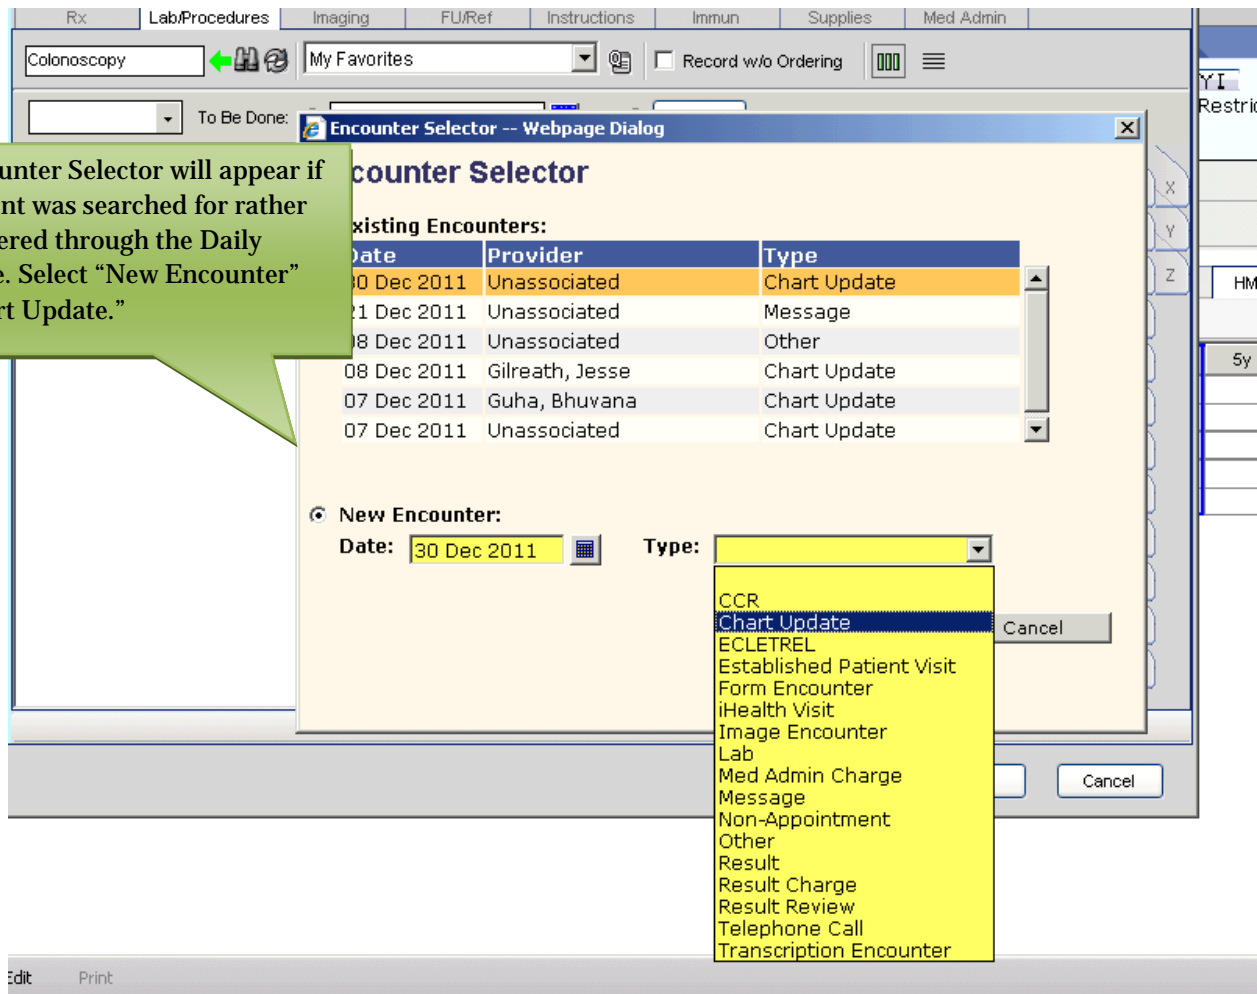 Rx Lab/Procedures Imaging FU/Ref Instructions Immun Supplies Med Admin
Colonoscopy My Favorites Record w/o Ordering
To Be Done:
Encounter Selector -- Webpage Dialog
unter Selector will appear if
nt was searched for rather
ered through the Daily
e. Select “New Encounter”
rt Update.”
counter Selector
xisting Encounters:
Date Provider Type
30 Dec 2011 Unassociated Chart Update
21 Dec 2011 Unassociated Message
08 Dec 2011 Unassociated Other
08 Dec 2011 Gilreath, Jesse Chart Update
07 Dec 2011 Guha, Bhuvana Chart Update
07 Dec 2011 Unassociated Chart Update
New Encounter:
Date: 30 Dec 2011 Type:
CCR
Chart Update
ECLETREL
Established Patient Visit
Form Encounter
iHealth Visit
Image Encounter
Lab
Med Admin Charge
Message
Non-Appointment
Other
Result
Result Charge
Result Review
Telephone Call
Transcription Encounter
Cancel
Cancel
X
Y
Z
YI
Restric
HM
5y
Edit Print